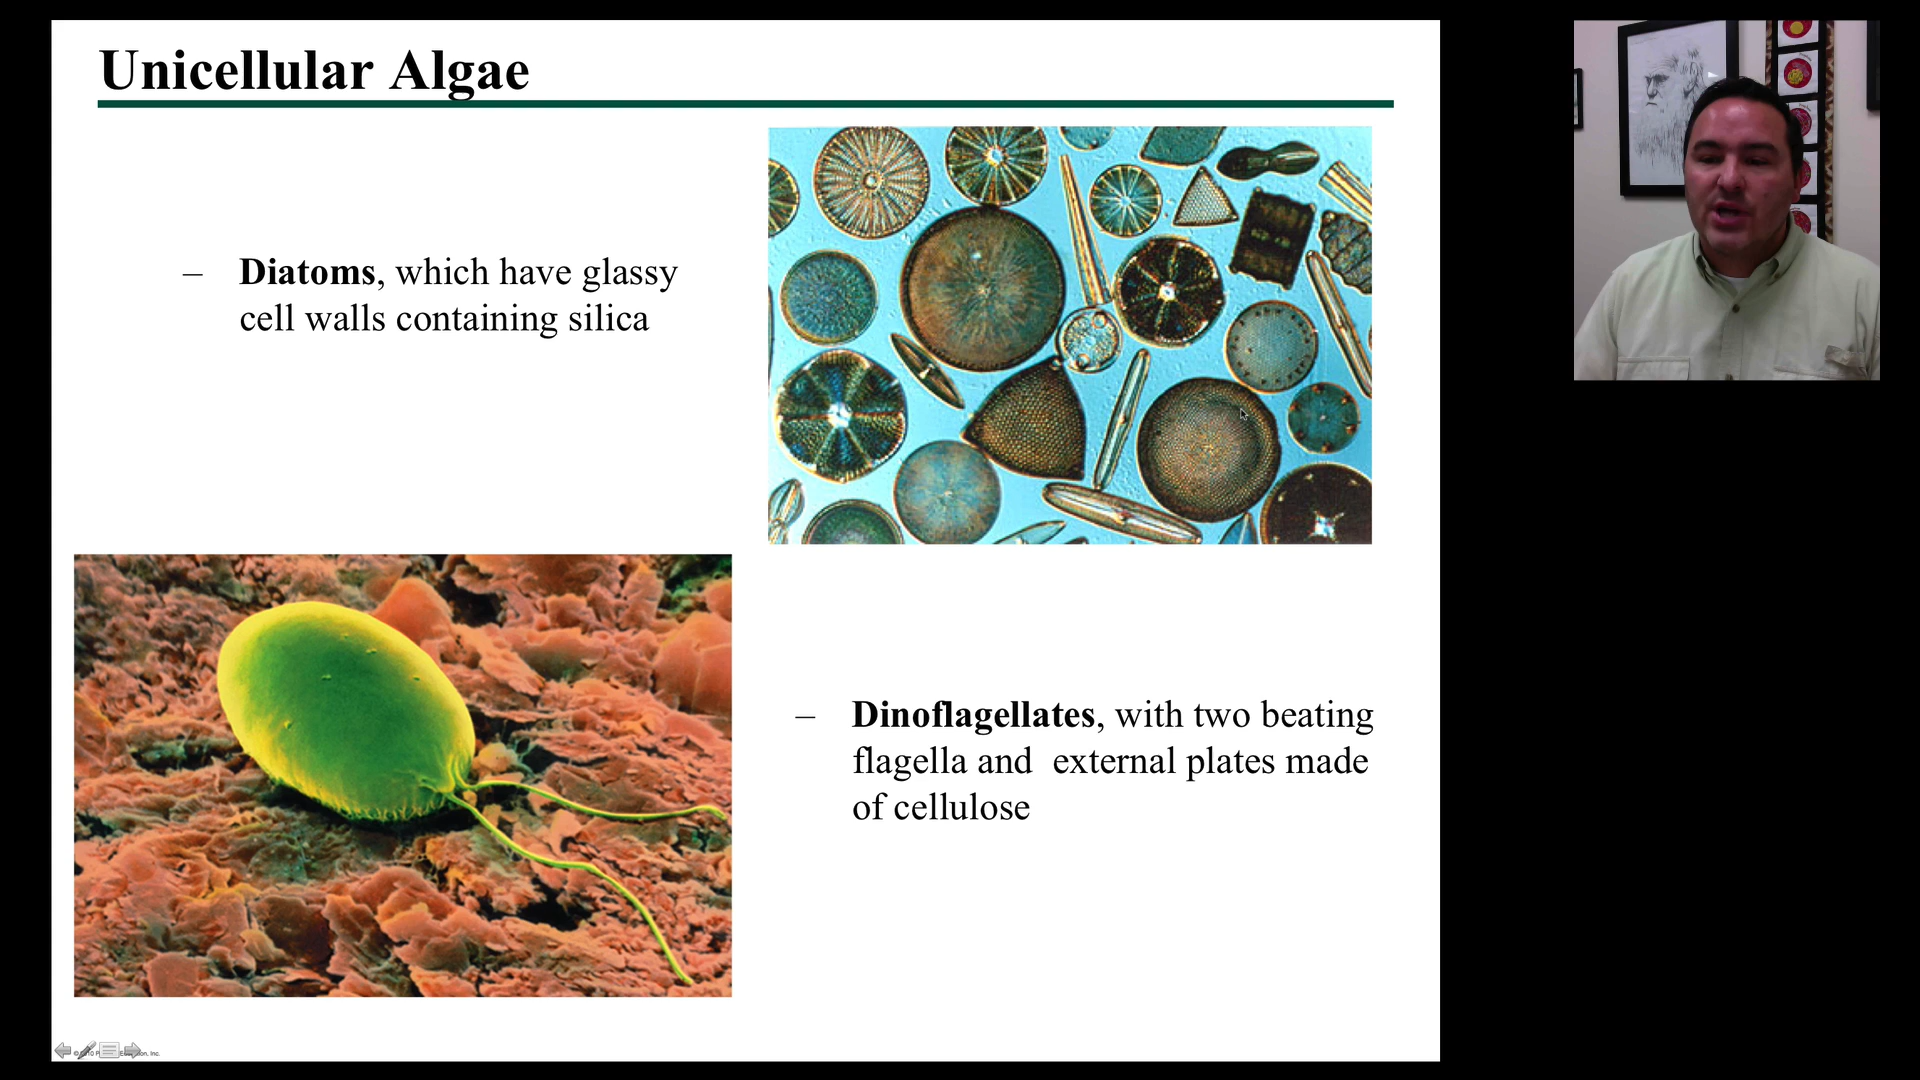 Unicellular Algae
– Diatoms, which have glassy
cell walls containing silica
– Dinoflagellates, with two beating
flagella and  external plates made
of cellulose
Inc.